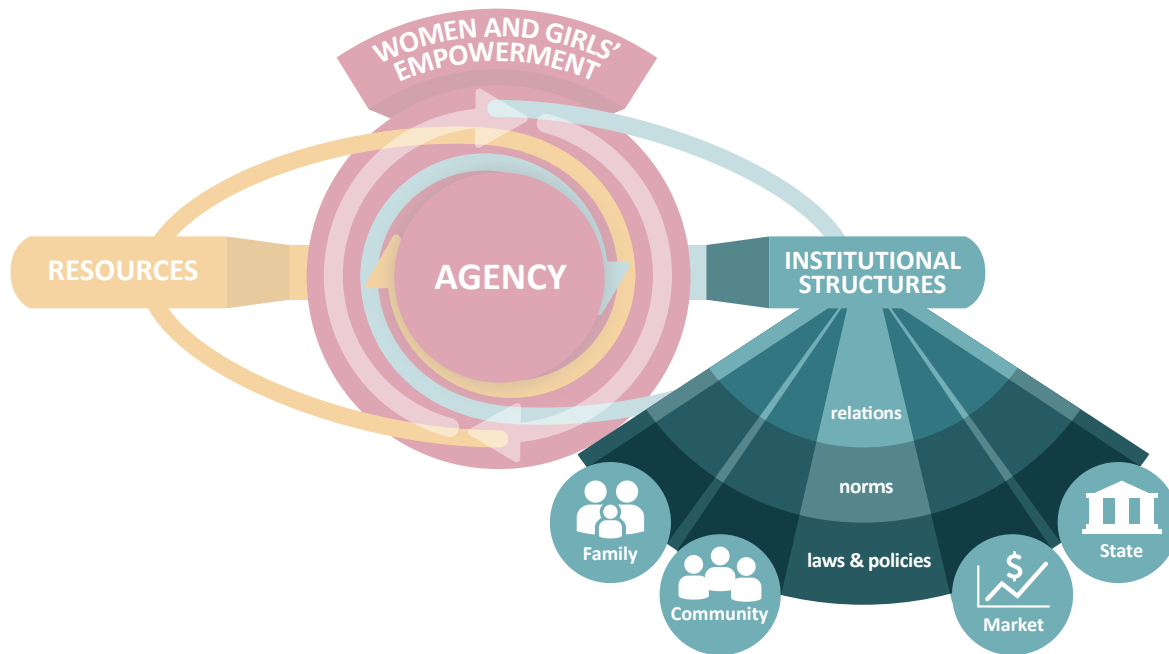 WOMEN AND GIRLS'
EMPOWERMENT
RESOURCES
AGENCY
INSTITUTIONAL
STRUCTURES
relations
norms
laws & policies
Family
Community
Market
State
$